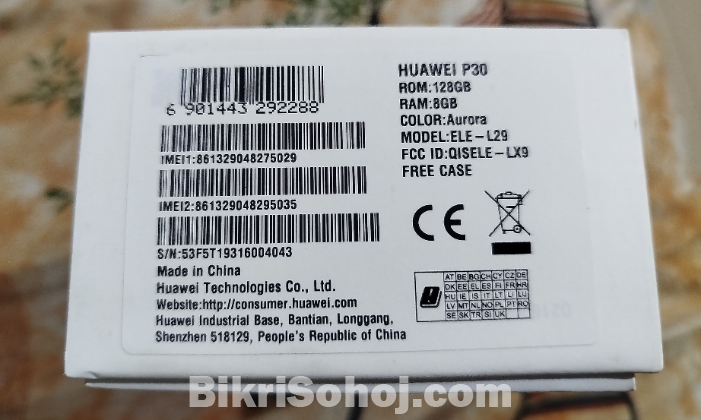 6 901443 292288
IMEI1:861329048275029
IMEI2:861329048295035
S/N:53F5T19316004043
Made in China
Huawei Technologies Co., Ltd.
Website:http://consumer.huawei.com
Huawei Industrial Base, Bantian, Longgang,
Shenzhen 518129, People's Republic of China
HUAWEI P30
ROM:128GB
RAM:8GB
COLOR:Aurora
MODEL:ELE-L29
FCC ID:QISELE-LX9
FREE CASE
CE
AT BE BG CH CY CZ DE
DK EE EL ES FI FR HR
HU IE IS IT LT LI LU
LV MT NL NO PL PT RO
SE SK TR SI UK
BikriSohoj.com